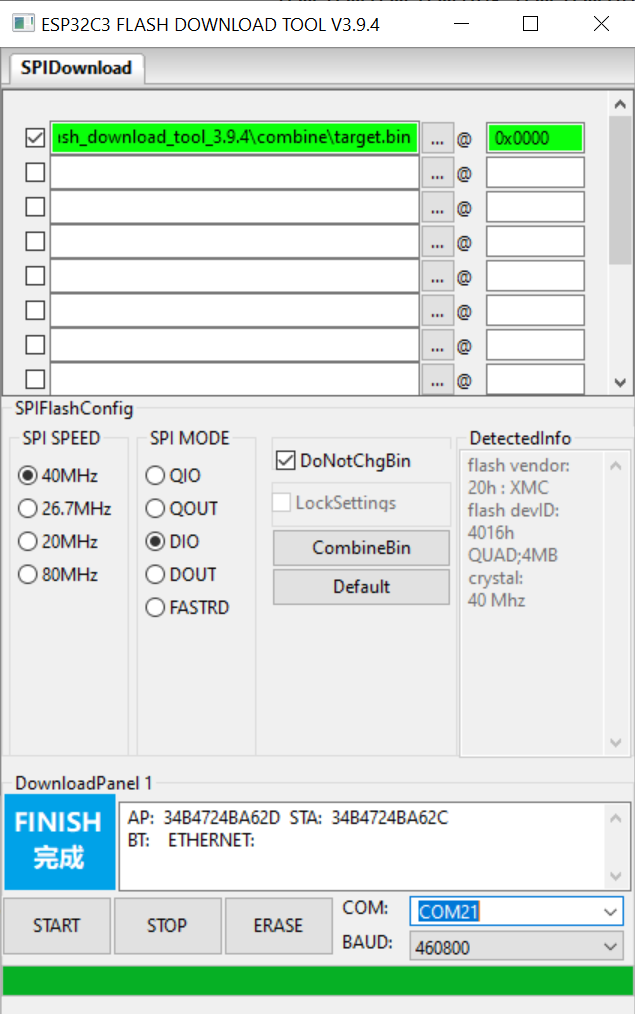 ESP32C3 FLASH DOWNLOAD TOOL V3.9.4
SPIDownload
ash_download_tool_3.9.4\combine\target.bin ... @ 0x0000
... @
... @
... @
... @
... @
... @
... @
SPIFlashConfig
SPI SPEED
40MHz
26.7MHz
20MHz
80MHz
SPI MODE
QIO
QOUT
DIO
DOUT
FASTRD
DoNotChgBin
LockSettings
CombineBin
Default
DetectedInfo
flash vendor:
20h : XMC
flash devID:
4016h
QUAD;4MB
crystal:
40 Mhz
DownloadPanel 1
FINISH
完成
AP: 34B4724BA62D STA: 34B4724BA62C
BT: ETHERNET:
START
STOP
ERASE
COM: COM21
BAUD: 460800